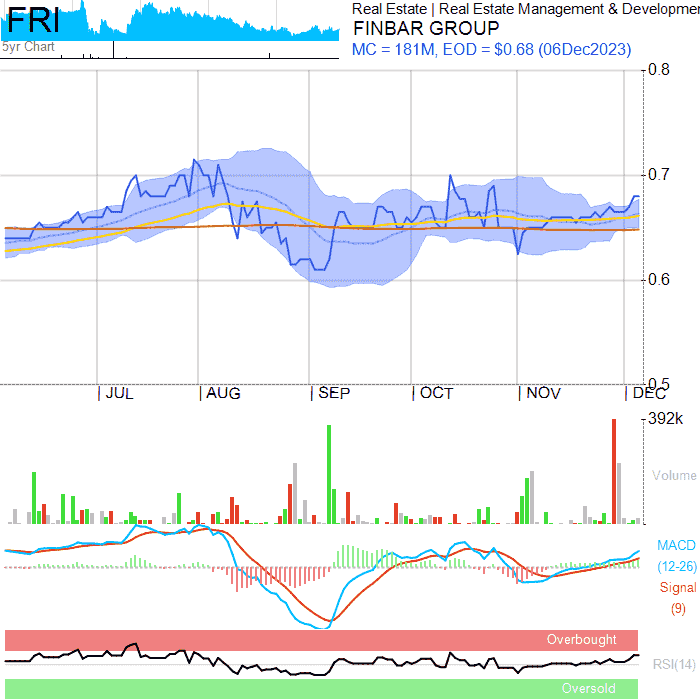 FRI
5yr Chart
Real Estate | Real Estate Management & Developmen
FINBAR GROUP
MC = 181M, EOD = $0.68 (06Dec2023)
0.8
0.7
0.6
0.5
JUL
AUG
SEP
OCT
NOV
DEC
392k
Volume
MACD
(12-26)
Signal
(9)
Overbought
RSI(14)
Oversold